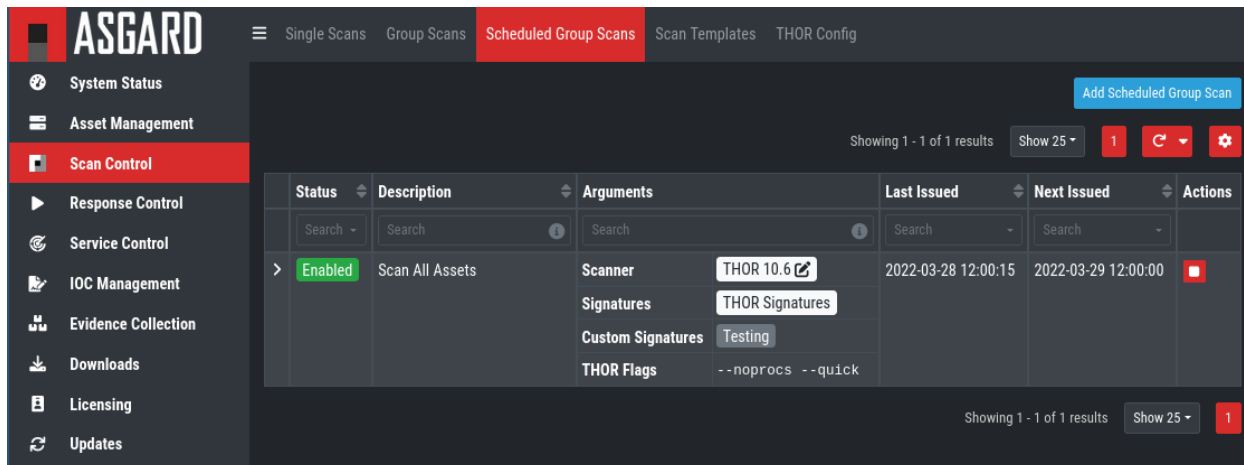 ASGARD
Single Scans Group Scans Scheduled Group Scans Scan Templates THOR Config
System Status
Asset Management
Scan Control
Response Control
Service Control
IOC Management
Evidence Collection
Downloads
Licensing
Updates
Add Scheduled Group Scan
Showing 1 - 1 of 1 results Show 25 1
Status Description Arguments Last Issued Next Issued Actions
Search Search Search Search Search
Enabled Scan All Assets Scanner THOR 10.6 2022-03-28 12:00:15 2022-03-29 12:00:00
Signatures THOR Signatures
Custom Signatures Testing
THOR Flags --noprocs --quick
Showing 1 - 1 of 1 results Show 25 1